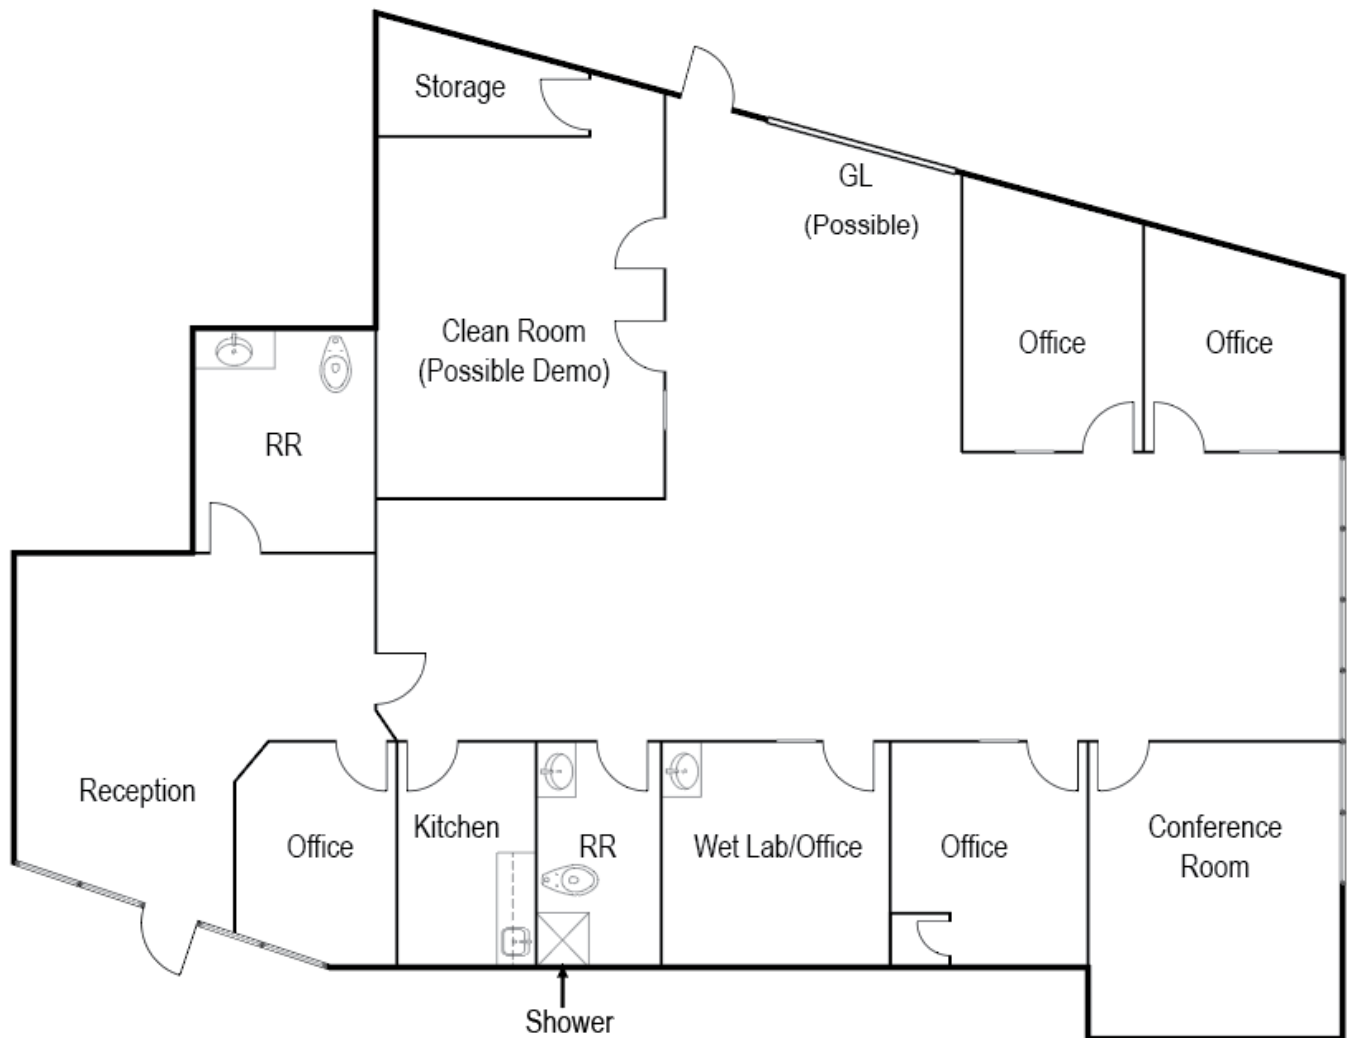 Storage
GL
(Possible)
Clean Room
(Possible Demo)
Office
Office
RR
Reception
Office
Kitchen
RR
Wet Lab/Office
Office
Conference
Room
Shower